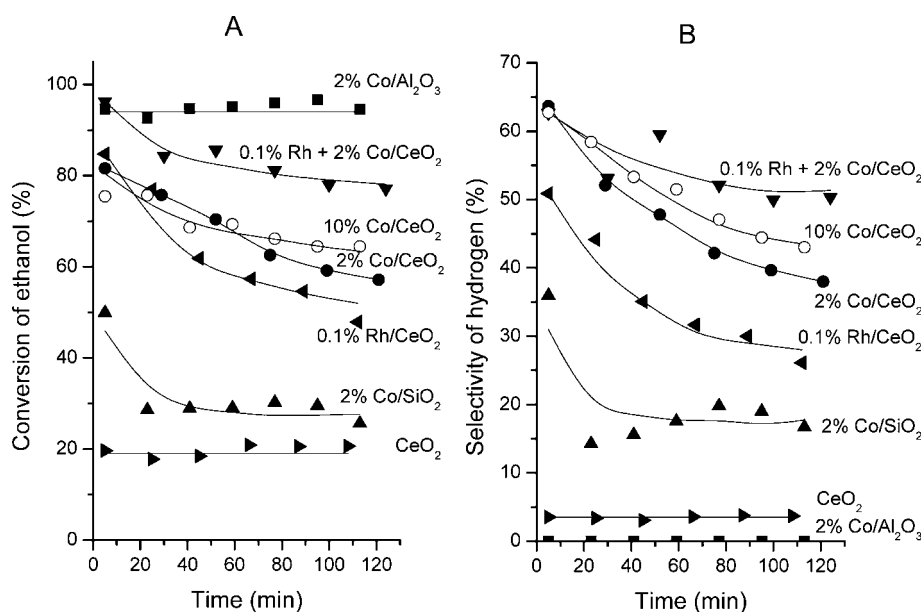 A
Conversion of ethanol (%)
100
80
60
40
20
0
2% Co/Al₂O₃
0.1% Rh + 2% Co/CeO₂
10% Co/CeO₂
2% Co/CeO₂
0.1% Rh/CeO₂
2% Co/SiO₂
CeO₂
0 20 40 60 80 100 120
Time (min)
B
Selectivity of hydrogen (%)
70
60
50
40
30
20
10
0
0.1% Rh + 2% Co/CeO₂
10% Co/CeO₂
2% Co/CeO₂
0.1% Rh/CeO₂
2% Co/SiO₂
CeO₂
2% Co/Al₂O₃
0 20 40 60 80 100 120
Time (min)